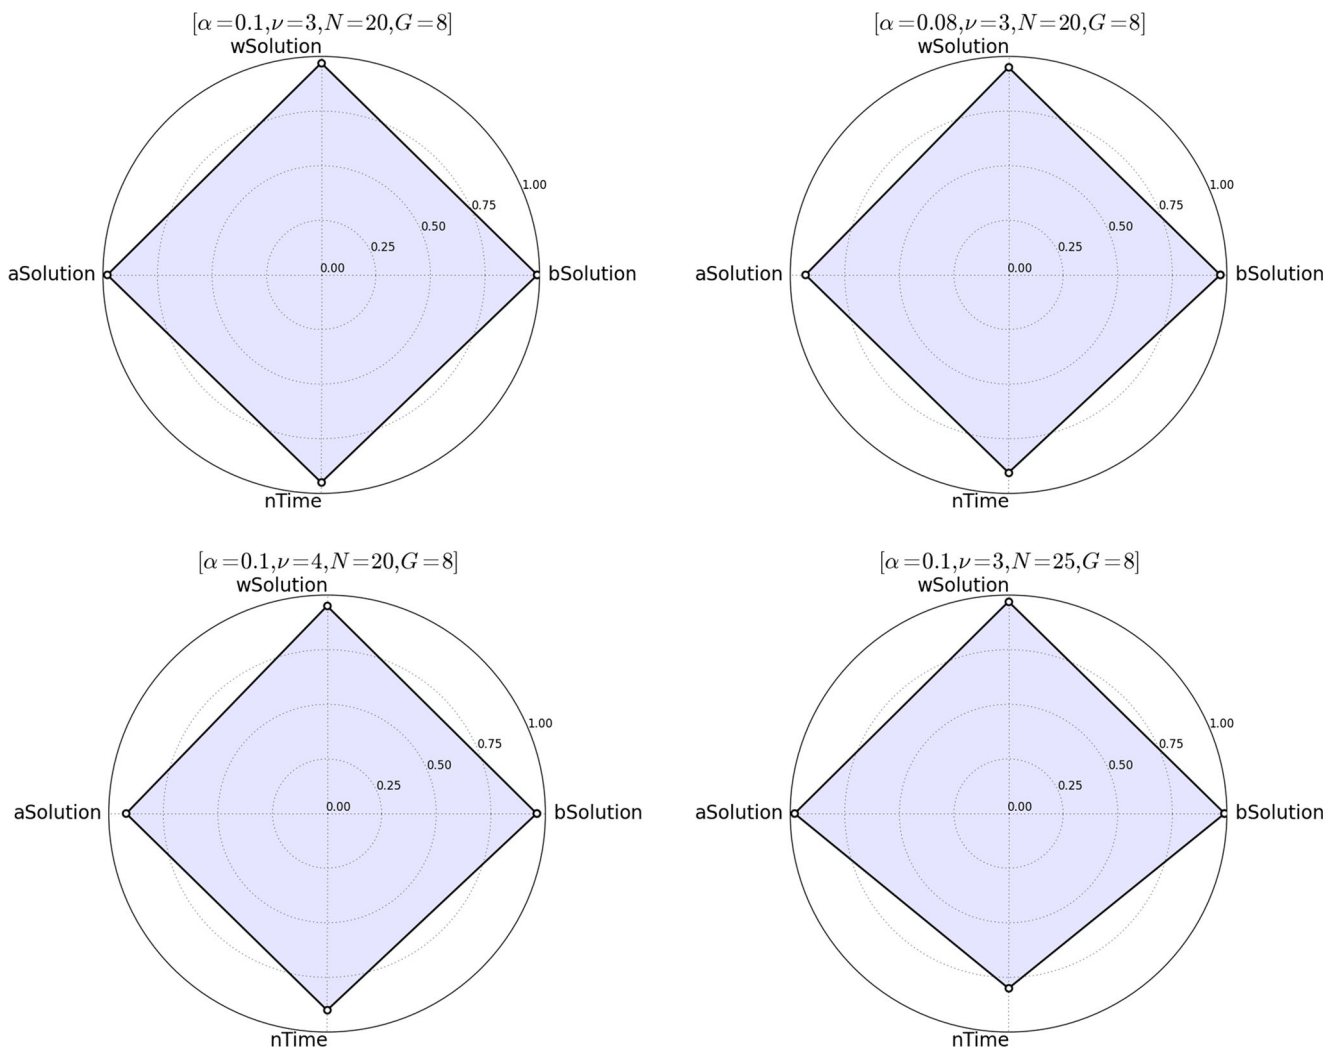 [α=0.1,ν=3,N=20,G=8]
wSolution
1.00
0.75
0.50
0.25
0.00
aSolution
bSolution
nTime
[α=0.08,ν=3,N=20,G=8]
wSolution
1.00
0.75
0.50
0.25
0.00
aSolution
bSolution
nTime
[α=0.1,ν=4,N=20,G=8]
wSolution
1.00
0.75
0.50
0.25
0.00
aSolution
bSolution
nTime
[α=0.1,ν=3,N=25,G=8]
wSolution
1.00
0.75
0.50
0.25
0.00
aSolution
bSolution
nTime